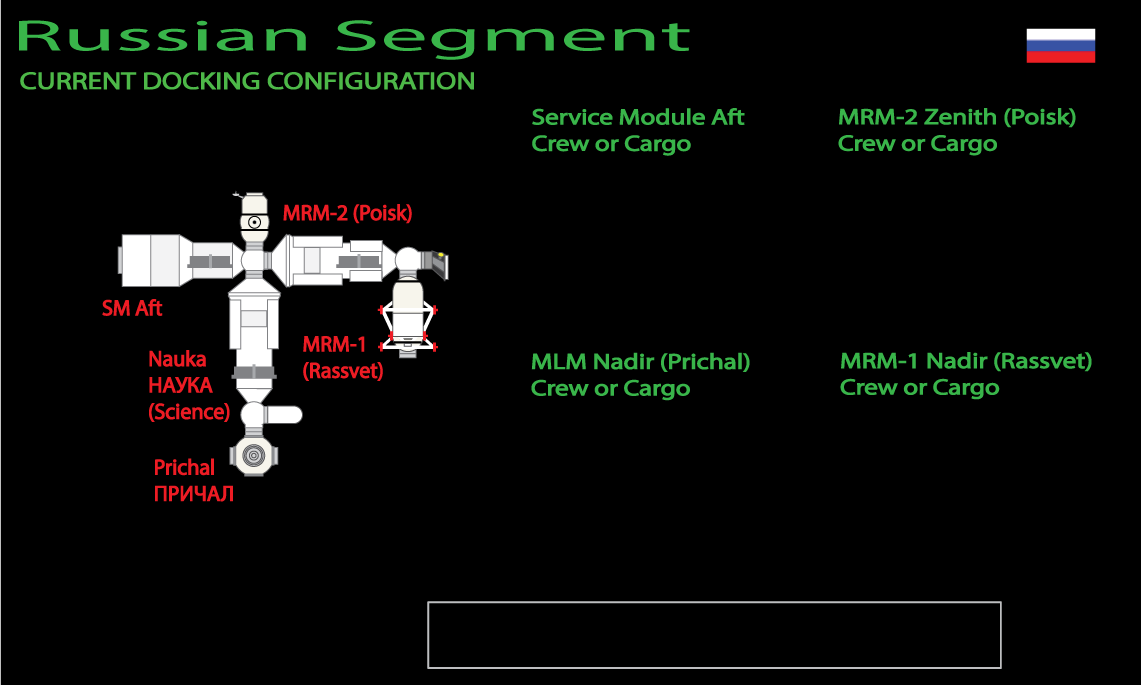 Russian Segment
CURRENT DOCKING CONFIGURATION
Service Module Aft
Crew or Cargo
MRM-2 Zenith (Poisk)
Crew or Cargo
MRM-2 (Poisk)
SM Aft
MRM-1
(Rassvet)
Nauka
НАУКА
(Science)
Prichal
ПРИЧАЛ
MLM Nadir (Prichal)
Crew or Cargo
MRM-1 Nadir (Rassvet)
Crew or Cargo